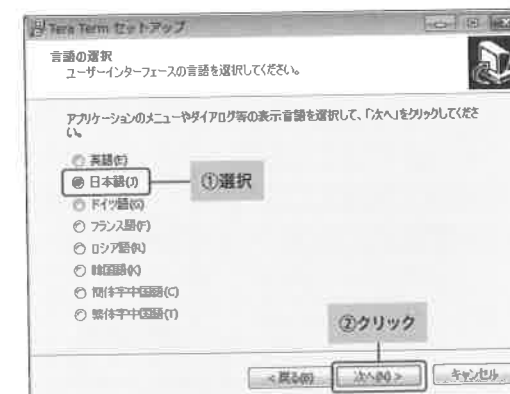 Tera Term セットアップ
言語の選択
ユーザーインターフェースの言語を選択してください。
アプリケーションのメニューやダイアログ等の表示言語を選択して、「次へ」をクリックしてくださ
い。
英語(E)
日本語(J)
①選択
ドイツ語(G)
フランス語(F)
ロシア語(R)
韓国語(K)
簡体字中国語(C)
繁体字中国語(T)
②クリック
< 戻る(B)
次へ(N) >
キャンセル